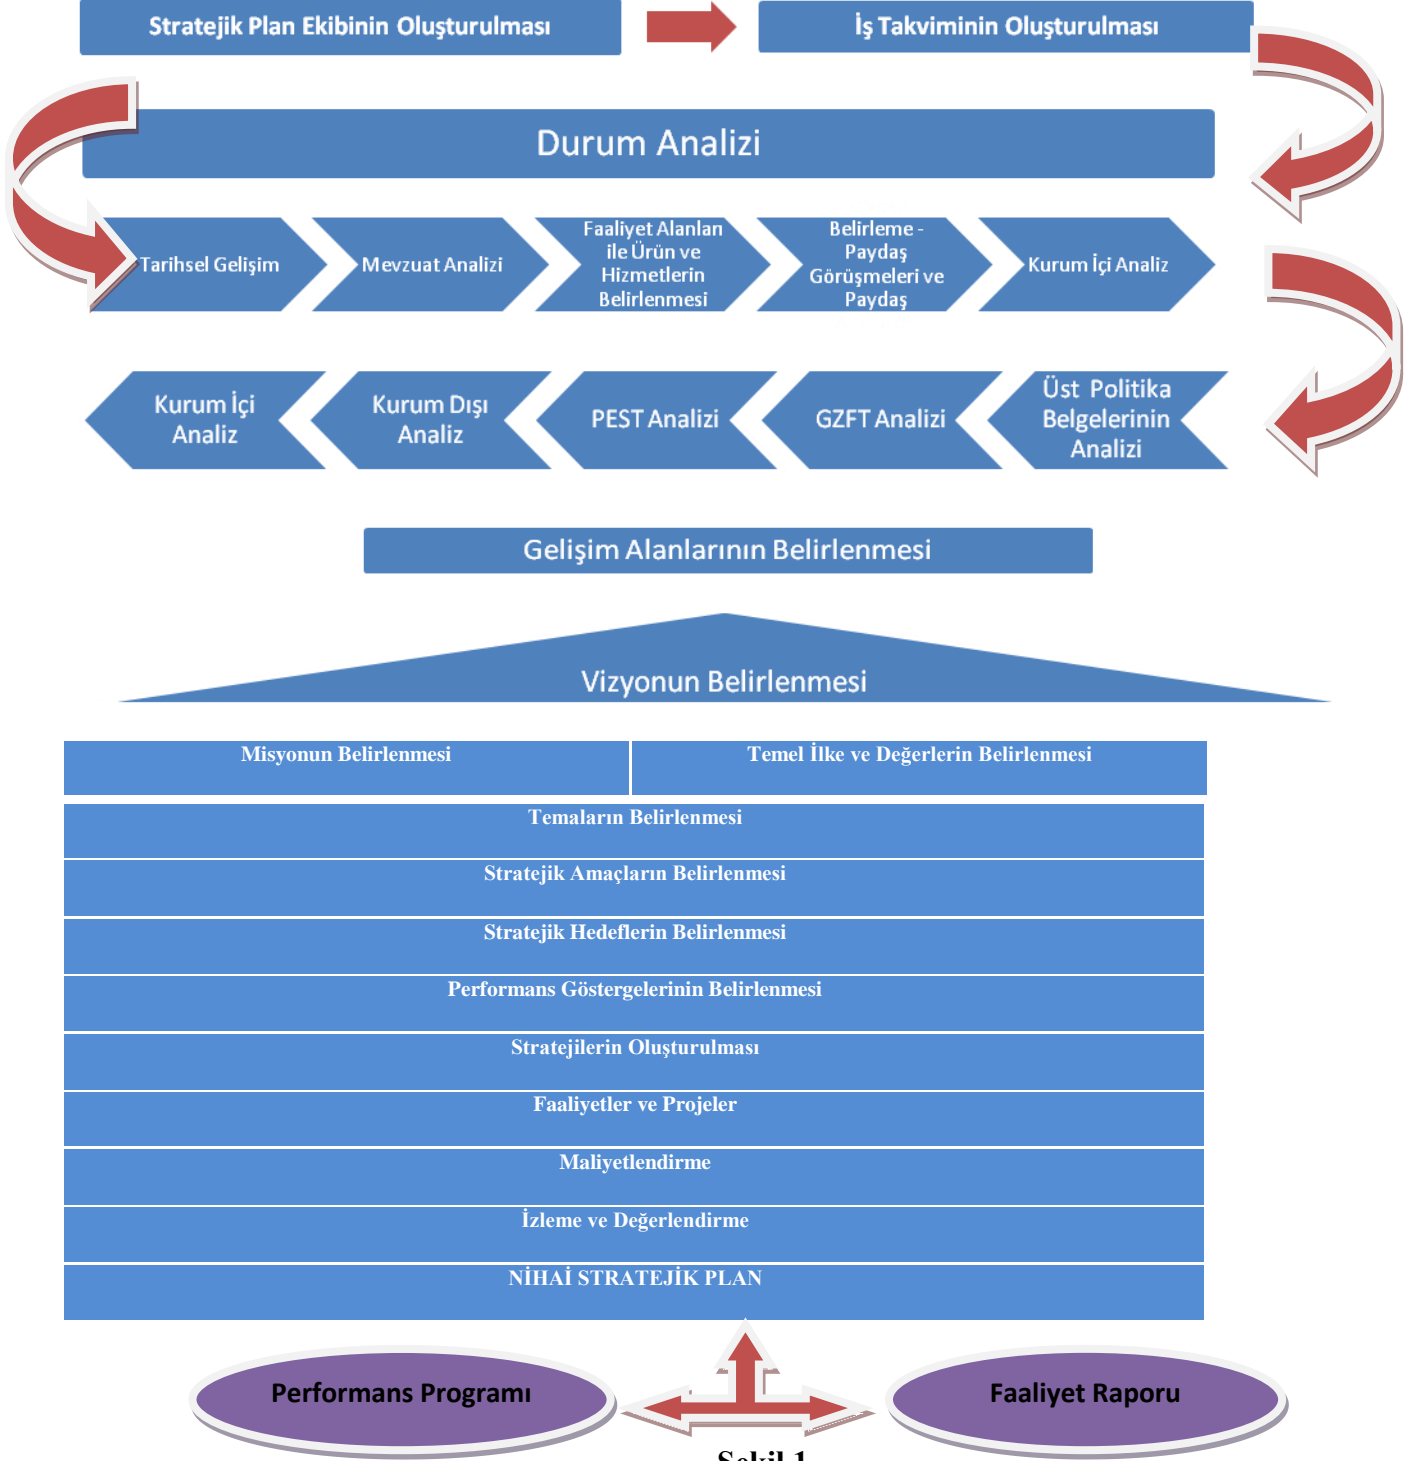 Stratejik Plan Ekibinin Oluşturulması
İş Takviminin Oluşturulması
Durum Analizi
Tarihsel Gelişim
Mevzuat Analizi
Faaliyet Alanları
ile Ürün ve
Hizmetlerin
Belirlenmesi
Belirleme -
Paydaş
Görüşmeleri ve
Paydaş
Kurum İçi Analiz
Kurum İçi
Analiz
Kurum Dışı
Analiz
PEST Analizi
GZFT Analizi
Üst Politika
Belgelerinin
Analizi
Gelişim Alanlarının Belirlenmesi
Vizyonun Belirlenmesi
Misyonun Belirlenmesi
Temel İlke ve Değerlerin Belirlenmesi
Temaların Belirlenmesi
Stratejik Amaçların Belirlenmesi
Stratejik Hedeflerin Belirlenmesi
Performans Göstergelerinin Belirlenmesi
Stratejilerin Oluşturulması
Faaliyetler ve Projeler
Maliyetlendirme
İzleme ve Değerlendirme
NİHAİ STRATEJİK PLAN
Performans Programı
Faaliyet Raporu
Şekil 1